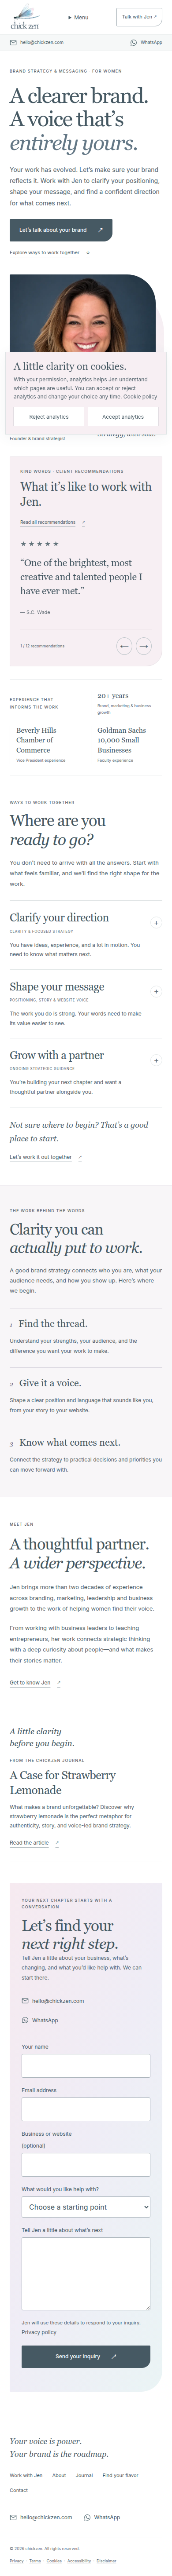 chickzen
▸ Menu
Talk with Jen ↗
hello@chickzen.com
WhatsApp
BRAND STRATEGY & MESSAGING · FOR WOMEN
A clearer brand.
A voice that's
entirely yours.
Your work has evolved. Let's make sure your brand
reflects it. Work with Jen to clarify your positioning,
shape your message, and find a confident direction
for what comes next.
Let's talk about your brand ↗
Explore ways to work together ↓
A little clarity on cookies.
With your permission, analytics helps Jen understand
which pages are useful. You can accept or reject
analytics and change your choice any time. Cookie policy
Reject analytics
Accept analytics
Founder & brand strategist
KIND WORDS · CLIENT RECOMMENDATIONS
What it's like to work with
Jen.
Read all recommendations ↗
★ ★ ★ ★ ★
“One of the brightest, most
creative and talented people I
have ever met.”
— S.C. Wade
1 / 12 recommendations
← →
EXPERIENCE THAT
INFORMS THE WORK
20+ years
Brand, marketing & business
growth
Beverly Hills
Chamber of
Commerce
Vice President experience
Goldman Sachs
10,000 Small
Businesses
Faculty experience
WAYS TO WORK TOGETHER
Where are you
ready to go?
You don't need to arrive with all the answers. Start with
what feels familiar, and we'll find the right shape for the
work.
Clarify your direction
+
CLARITY & FOCUSED STRATEGY
You have ideas, experience, and a lot in motion. You
need to know what matters next.
Shape your message
+
POSITIONING, STORY & WEBSITE VOICE
The work you do is strong. Your words need to make
its value easier to see.
Grow with a partner
+
ONGOING STRATEGIC GUIDANCE
You're building your next chapter and want a
thoughtful partner alongside you.
Not sure where to begin? That's a good
place to start.
Let's work it out together ↗
THE WORK BEHIND THE WORDS
Clarity you can
actually put to work.
A good brand strategy connects who you are, what your
audience needs, and how you show up. Here's where
we begin.
1 Find the thread.
Understand your strengths, your audience, and the
difference you want your work to make.
2 Give it a voice.
Shape a clear position and language that sounds like you,
from your story to your website.
3 Know what comes next.
Connect the strategy to practical decisions and priorities you
can move forward with.
MEET JEN
A thoughtful partner.
A wider perspective.
Jen brings more than two decades of experience
across branding, marketing, leadership and business
growth to the work of helping women find their voice.
From working with business leaders to teaching
entrepreneurs, her work connects strategic thinking
with a deep curiosity about people—and what makes
their stories matter.
Get to know Jen ↗
A little clarity
before you begin.
FROM THE CHICKZEN JOURNAL
A Case for Strawberry
Lemonade
What makes a brand unforgettable? Discover why
strawberry lemonade is the perfect metaphor for
authenticity, story, and voice-led brand strategy.
Read the article ↗
YOUR NEXT CHAPTER STARTS WITH A
CONVERSATION
Let's find your
next right step.
Tell Jen a little about your business, what's
changing, and what you'd like help with. We can
start there.
hello@chickzen.com
WhatsApp
Your name
Email address
Business or website
(optional)
What would you like help with?
Choose a starting point
Tell Jen a little about what's next
Jen will use these details to respond to your inquiry.
Privacy policy
Send your inquiry ↗
Your voice is power.
Your brand is the roadmap.
Work with Jen
About
Journal
Find your flavor
Contact
hello@chickzen.com
WhatsApp
© 2026 chickzen. All rights reserved.
Privacy · Terms · Cookies · Accessibility · Disclaimer